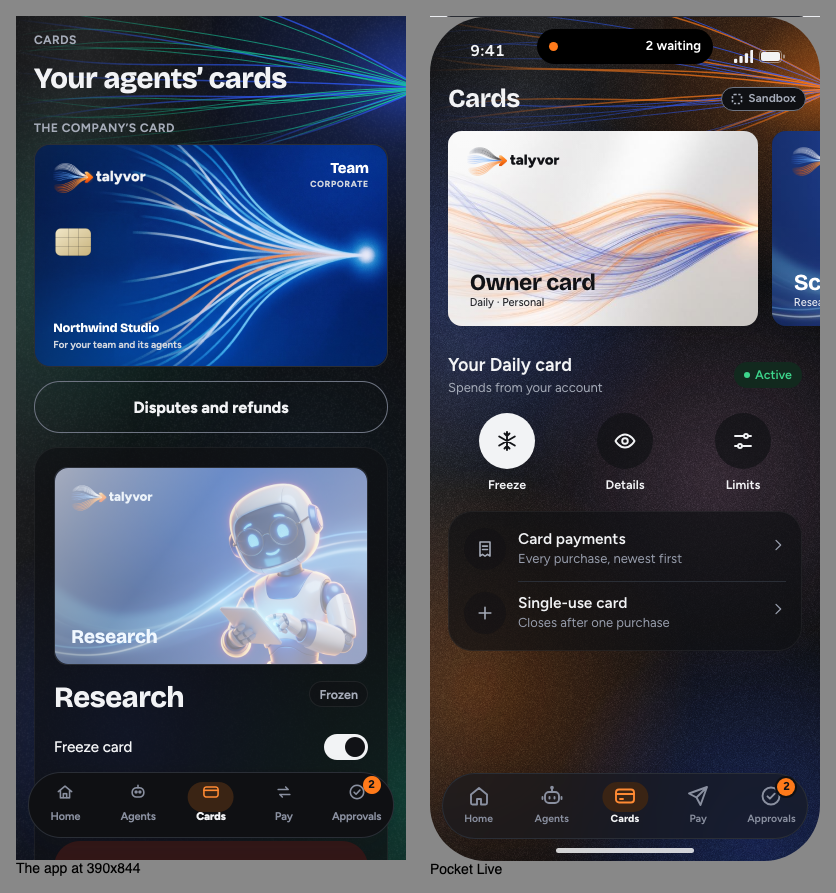 CARDS
Your agents' cards
THE COMPANY'S CARD
talyvor
Team
CORPORATE
Northwind Studio
For your team and its agents
Disputes and refunds
talyvor
Research
Research
Frozen
Freeze card
Home
Agents
Cards
Pay
2
Approvals
The app at 390x844
9:41
2 waiting
Cards
Sandbox
talyvor
Owner card
Daily · Personal
Your Daily card
Spends from your account
Active
Freeze
Details
Limits
Card payments
Every purchase, newest first
Single-use card
Closes after one purchase
Home
Agents
Cards
Pay
2
Approvals
Pocket Live